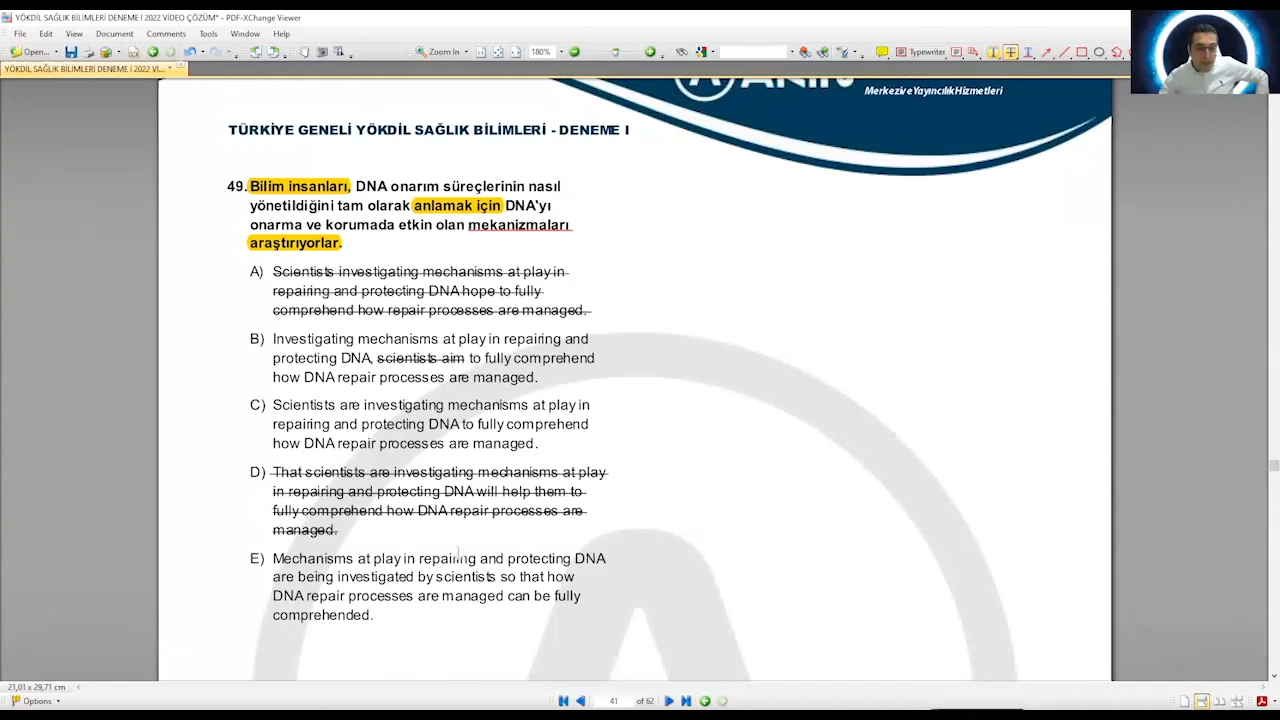 YÖKDİL SAĞLIK BİLİMLERİ DENEME I 2022 VİDEO ÇÖZÜM* - PDF-XChange Viewer
File Edit View Document Comments Tools Window Help
Open... Zoom In 180% Typewriter
YÖKDİL SAĞLIK BİLİMLERİ DENEME I 2022 Vİ... *
AKIN
Merkezi ve Yayıncılık Hizmetleri
TÜRKİYE GENELİ YÖKDİL SAĞLIK BİLİMLERİ - DENEME I
49. Bilim insanları, DNA onarım süreçlerinin nasıl
yönetildiğini tam olarak anlamak için DNA'yı
onarma ve korumada etkin olan mekanizmaları
araştırıyorlar.
A) Scientists investigating mechanisms at play in
repairing and protecting DNA hope to fully
comprehend how repair processes are managed.
B) Investigating mechanisms at play in repairing and
protecting DNA, scientists aim to fully comprehend
how DNA repair processes are managed.
C) Scientists are investigating mechanisms at play in
repairing and protecting DNA to fully comprehend
how DNA repair processes are managed.
D) That scientists are investigating mechanisms at play
in repairing and protecting DNA will help them to
fully comprehend how DNA repair processes are
managed.
E) Mechanisms at play in repairing and protecting DNA
are being investigated by scientists so that how
DNA repair processes are managed can be fully
comprehended.
21,01 x 29,71 cm
Options 41 of 62